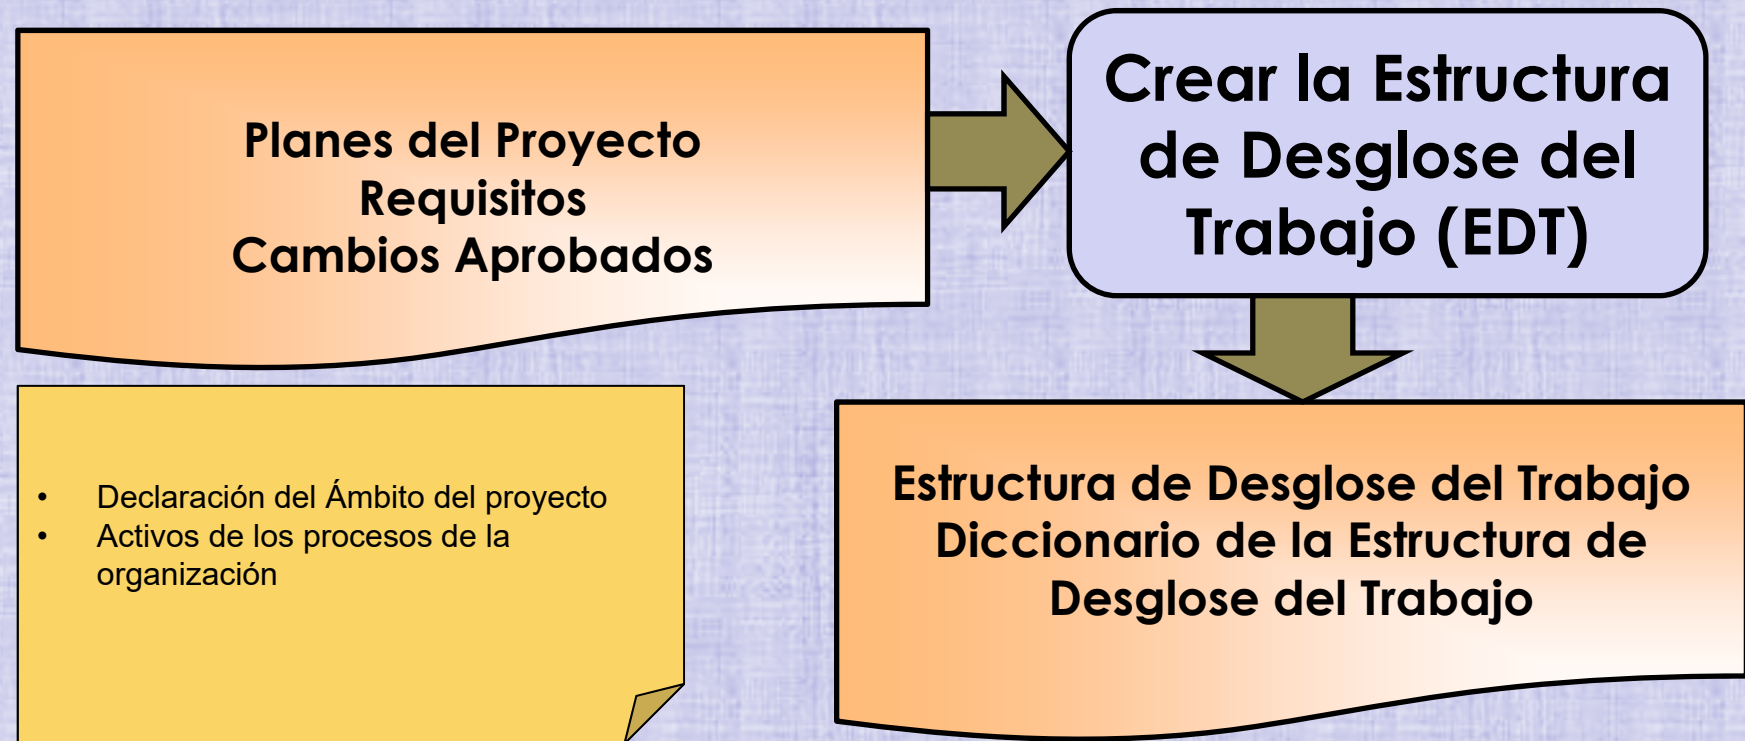 Planes del Proyecto
Requisitos
Cambios Aprobados
Crear la Estructura
de Desglose del
Trabajo (EDT)
• Declaración del Ámbito del proyecto
• Activos de los procesos de la
organización
Estructura de Desglose del Trabajo
Diccionario de la Estructura de
Desglose del Trabajo